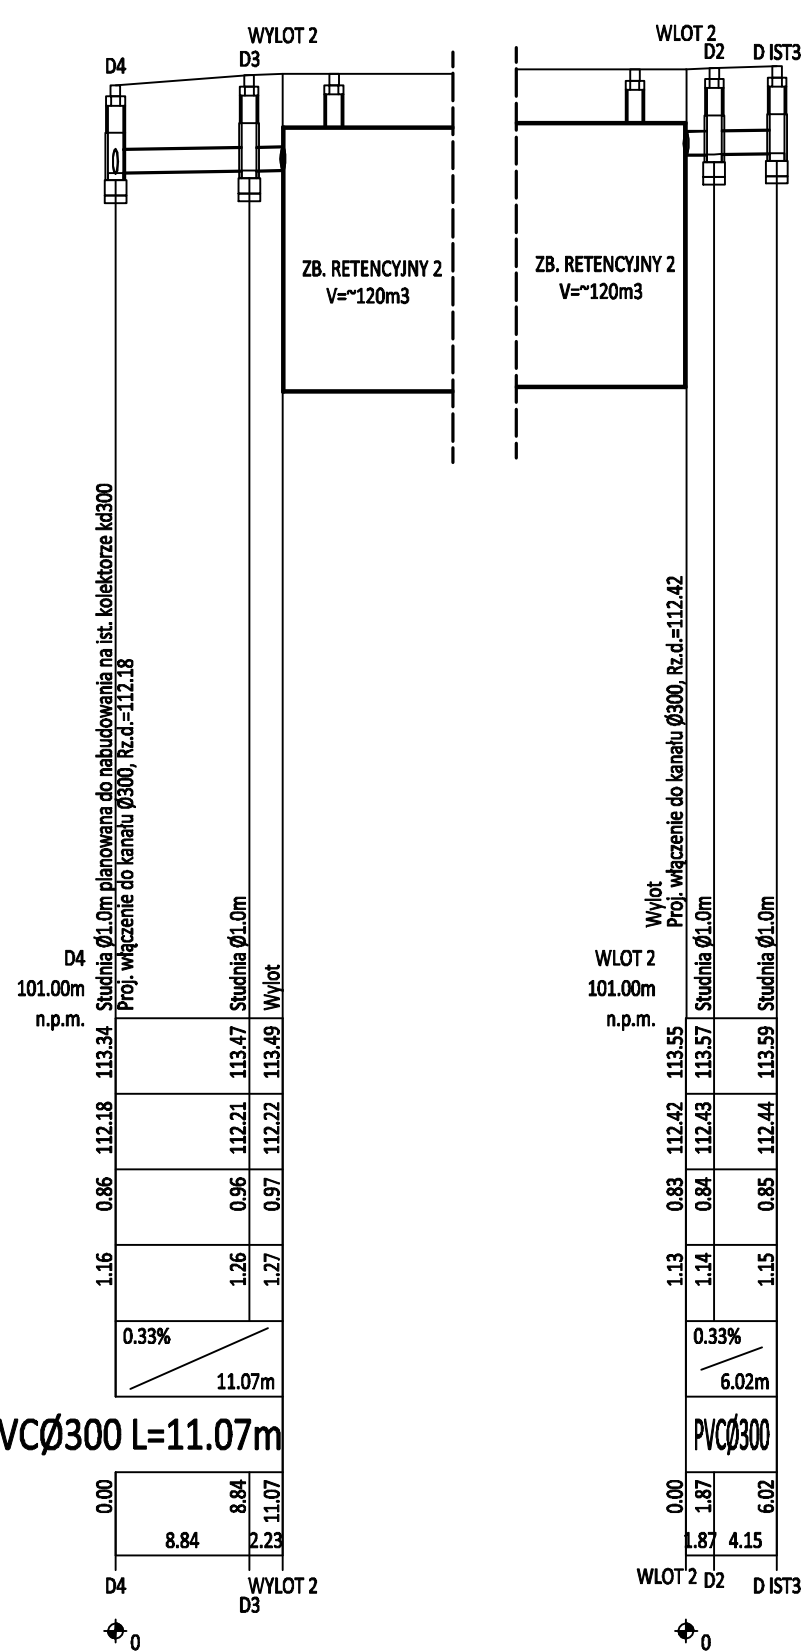 WYLOT 2
WLOT 2
D4
D3
D2
D IST3
ZB. RETENCYJNY 2
V=~120m3
ZB. RETENCYJNY 2
V=~120m3
Studnia Ø1.0m planowana do nabudowania na ist. kolektorze kd300
Proj. włączenie do kanału Ø300, Rz.d.=112.18
Studnia Ø1.0m
Wylot
Wylot
Proj. włączenie do kanału Ø300, Rz.d.=112.42
Studnia Ø1.0m
Studnia Ø1.0m
D4
101.00m
n.p.m.
WLOT 2
101.00m
n.p.m.
113.34
113.47
113.49
113.55
113.57
113.59
112.18
112.21
112.22
112.42
112.43
112.44
0.86
0.96
0.97
0.83
0.84
0.85
1.16
1.26
1.27
1.13
1.14
1.15
0.33%
11.07m
0.33%
6.02m
VCØ300 L=11.07m
PVCØ300
0.00
8.84
11.07
0.00
1.87
6.02
8.84
2.23
1.87
4.15
D4
D3
WYLOT 2
WLOT 2
D2
D IST3
0
0